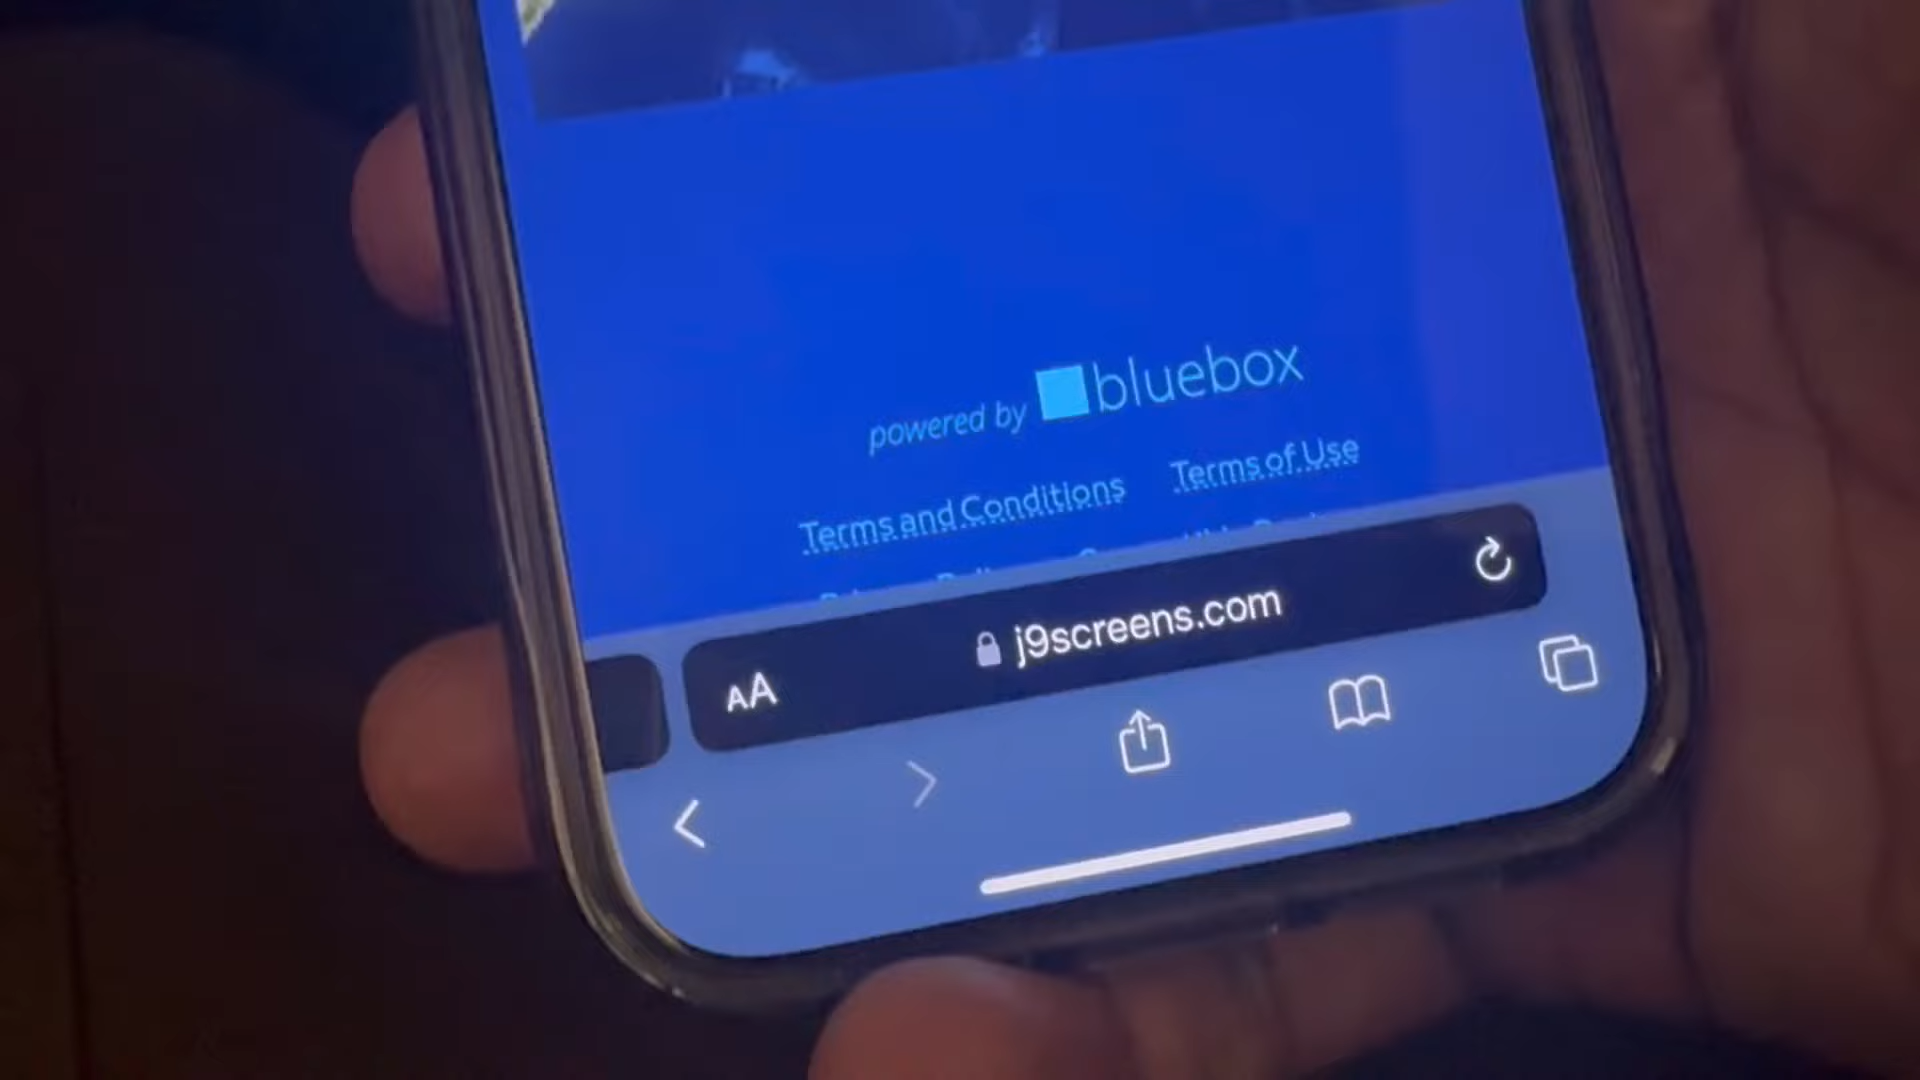 powered by bluebox
Terms and Conditions Terms of Use
AA j9screens.com